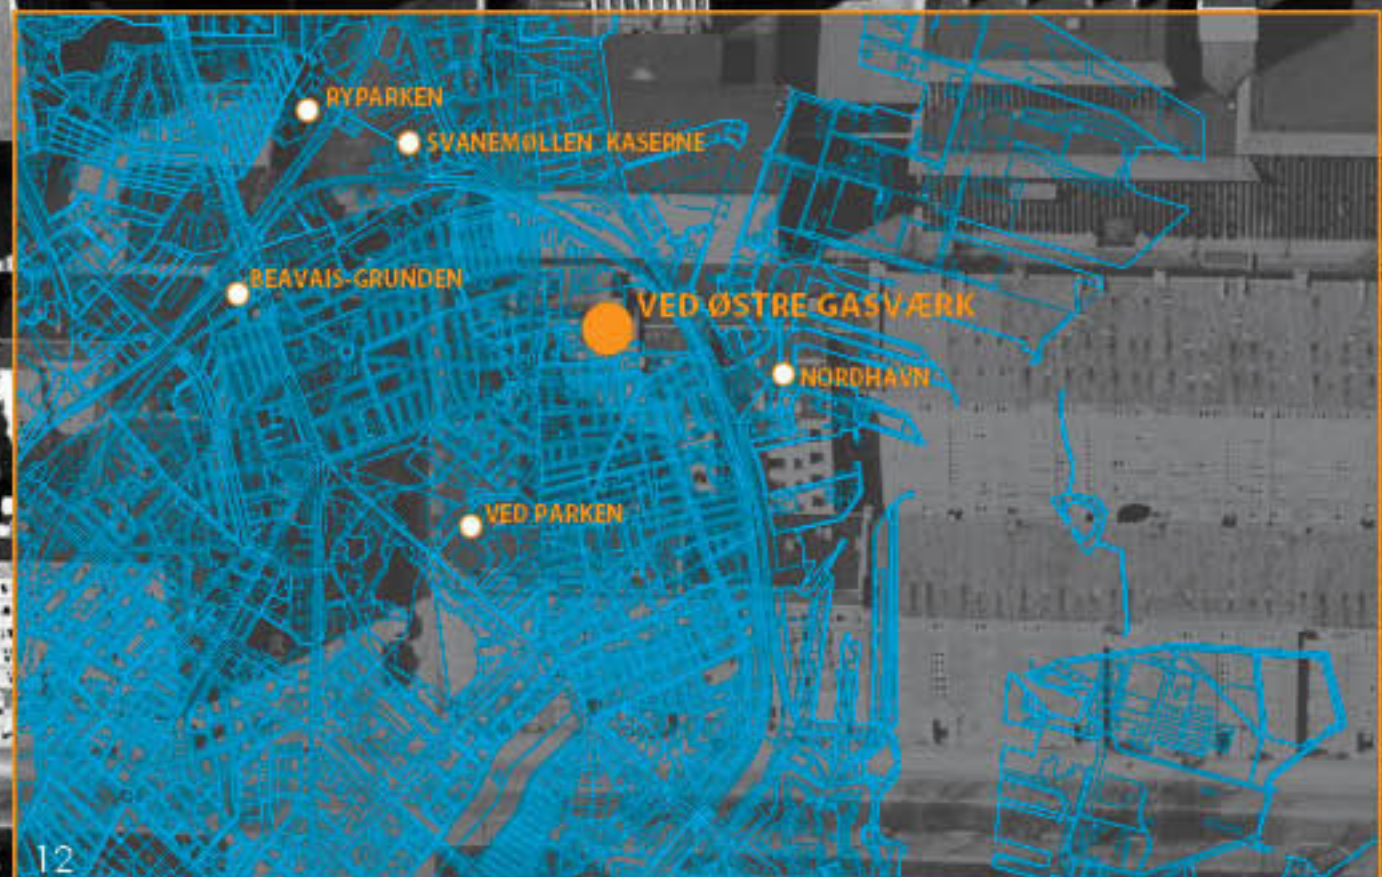 RYPARKEN
SVANEMØLLEN KASERNE
BEAVAIS-GRUNDEN
VED ØSTRE GASVÆRK
NORDHAVN
VED PARKEN
12